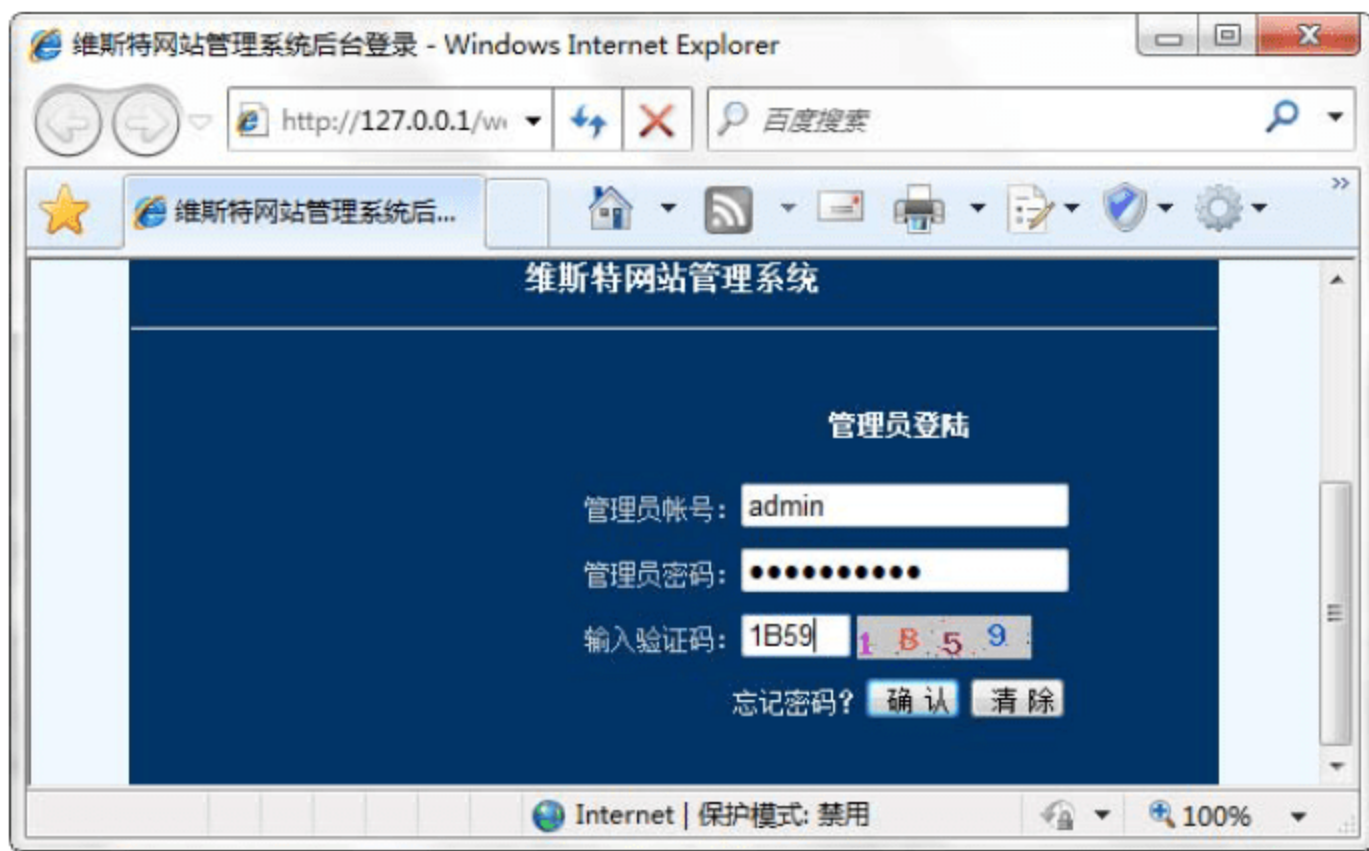 维斯特网站管理系统后台登录 - Windows Internet Explorer
http://127.0.0.1/w
百度搜索
维斯特网站管理系统后...
维斯特网站管理系统
管理员登陆
管理员帐号: admin
管理员密码: ●●●●●●●●●●
输入验证码: 1B59 1B59
忘记密码? 确 认 清 除
Internet | 保护模式: 禁用 100%